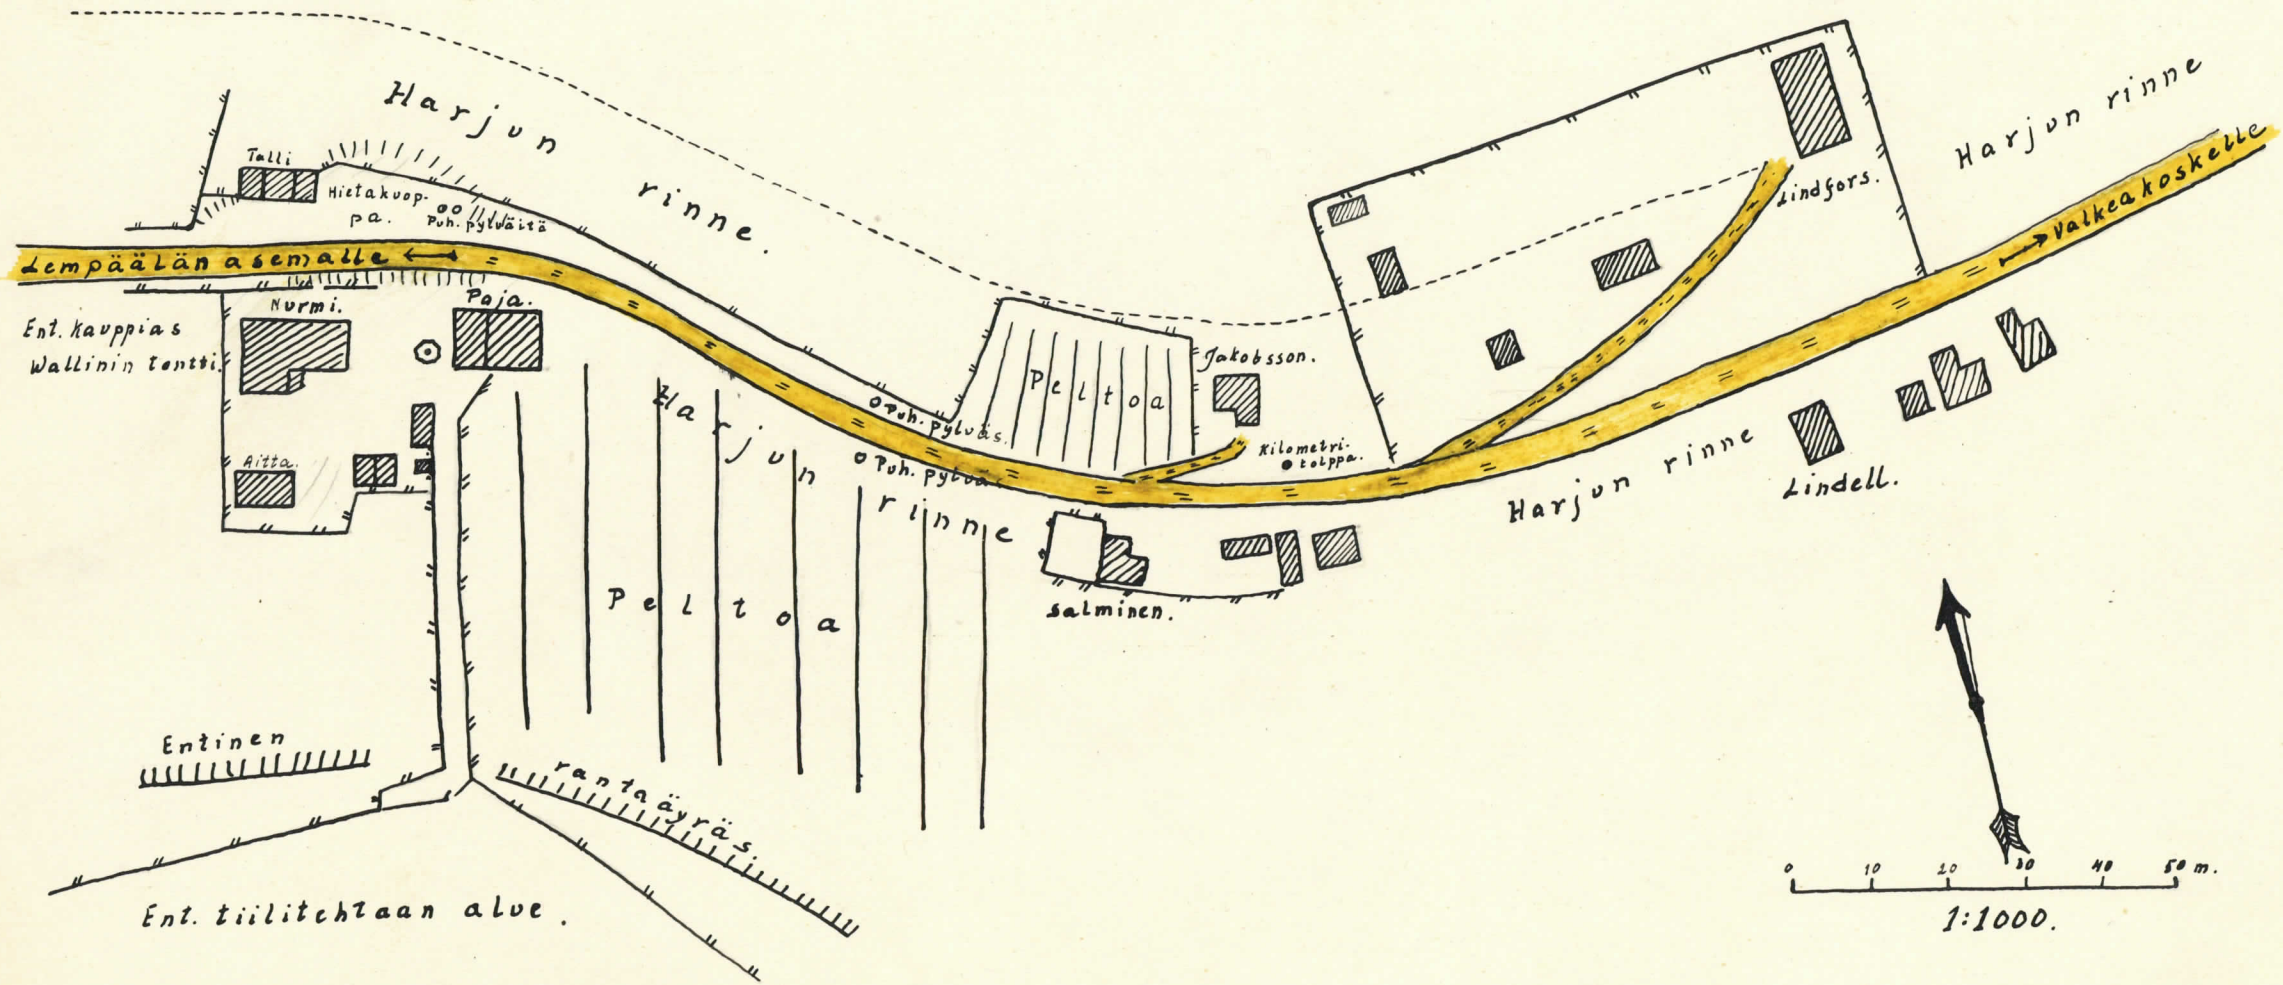 Harjun
rinne.
Harjun rinne
Talli
Hietakuop-
pa.
Puh. pylväitä
Lempäälän asemalle
Valkeakoskelle
Lindfors.
Nurmi.
Paja.
Ent. kauppias
Wallinin tontti.
Aitta.
Peltoa
Jakobsson.
Puh. pylväs.
Puh. pylväs
Kilometri-
tolppa.
Harjun
rinne
Harjun rinne
Lindell.
Peltoa
Salminen.
Entinen
rantaäyräs
Ent. tiilitehtaan alue.
0 10 20 30 40 50 m.
1:1000.